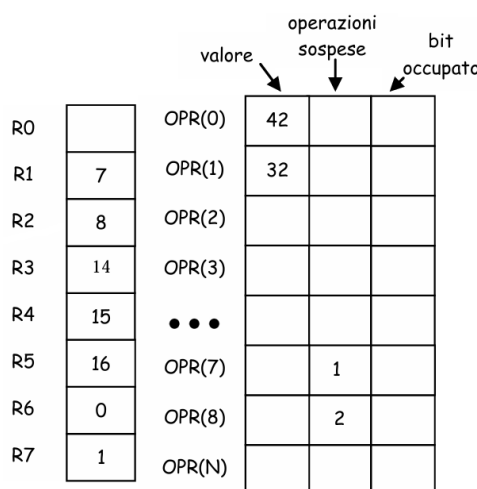 operazioni
sospese
bit
occupato
valore
R0 OPR(0) 42
R1 7 OPR(1) 32
R2 8 OPR(2)
R3 14 OPR(3)
R4 15 •••
R5 16 OPR(7) 1
R6 0 OPR(8) 2
R7 1 OPR(N)